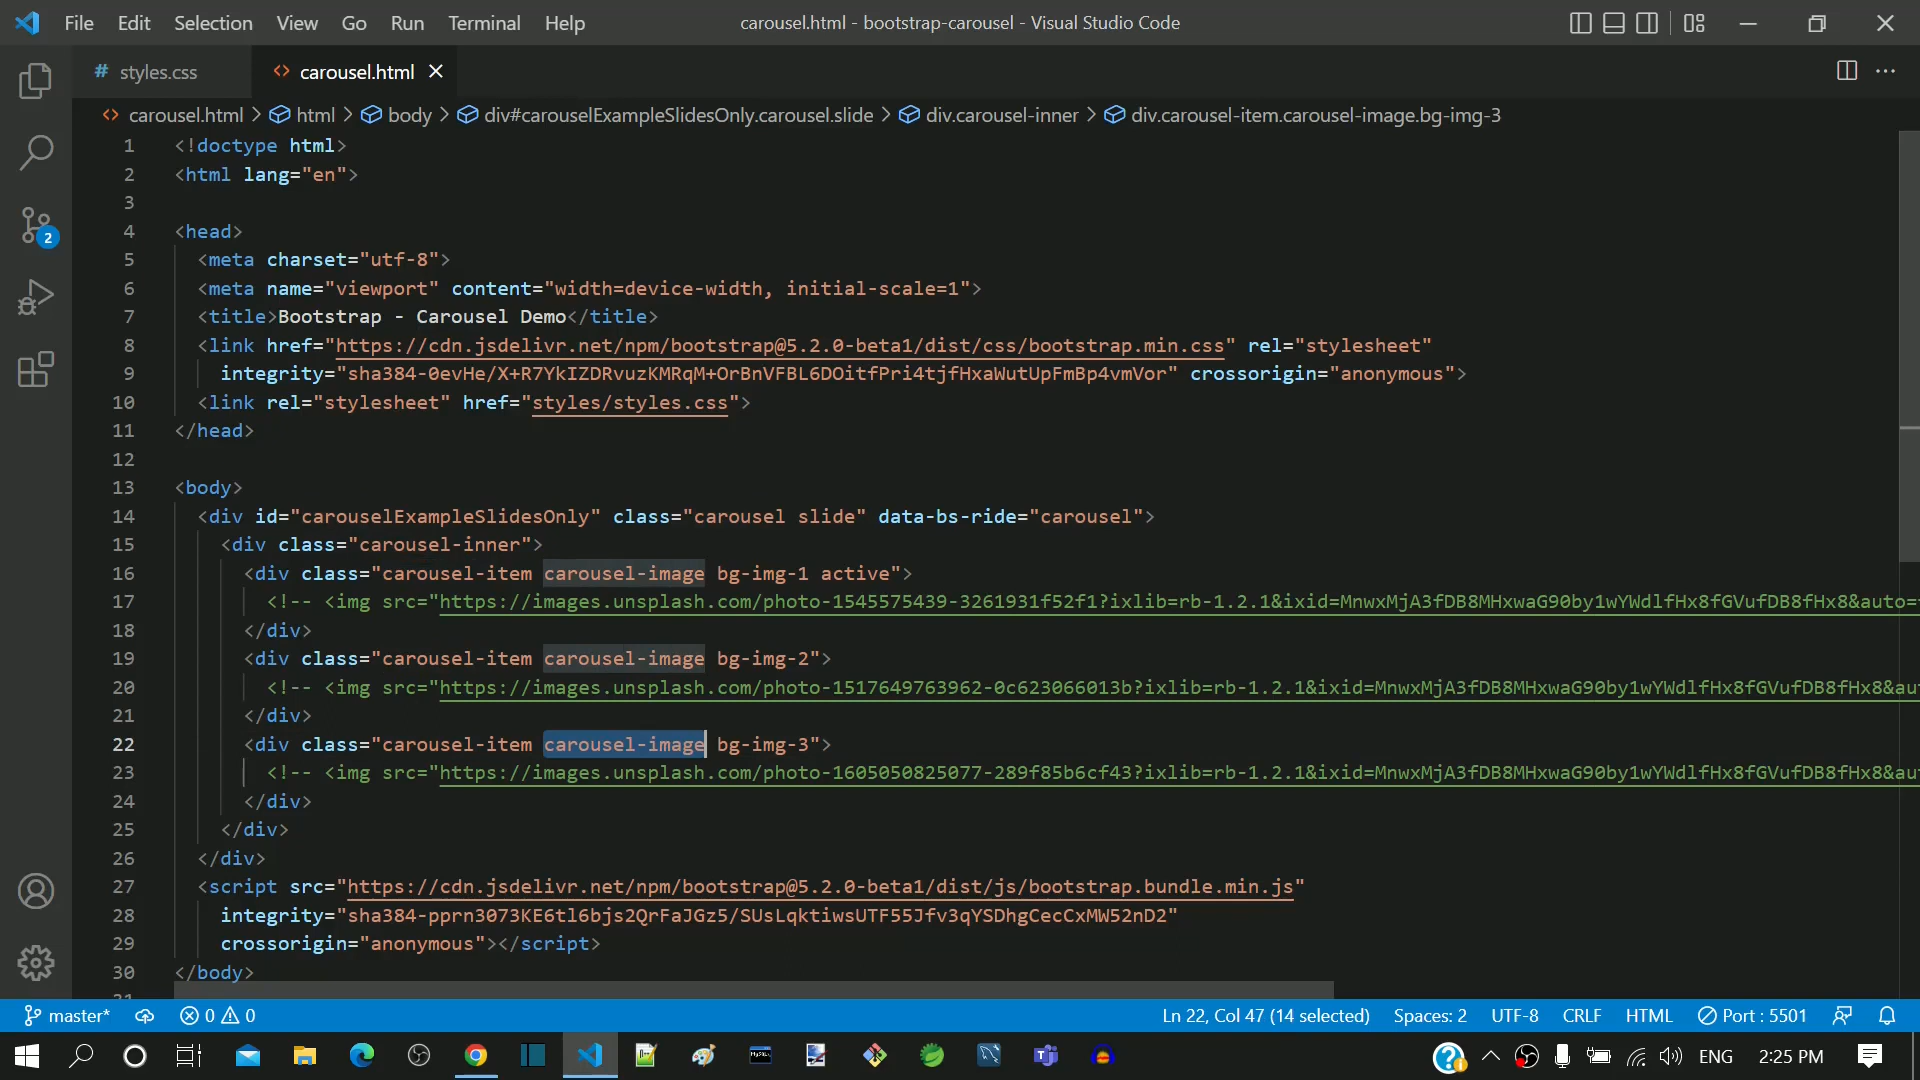 File Edit Selection View Go Run Terminal Help
carousel.html - bootstrap-carousel - Visual Studio Code
# styles.css
<> carousel.html
<> carousel.html > html > body > div#carouselExampleSlidesOnly.carousel.slide > div.carousel-inner > div.carousel-item.carousel-image.bg-img-3
1 <!doctype html>
2 <html lang="en">
3
4 <head>
5 <meta charset="utf-8">
6 <meta name="viewport" content="width=device-width, initial-scale=1">
7 <title>Bootstrap - Carousel Demo</title>
8 <link href="https://cdn.jsdelivr.net/npm/bootstrap@5.2.0-beta1/dist/css/bootstrap.min.css" rel="stylesheet"
9 integrity="sha384-0evHe/X+R7YkIZDRvuzKMRqM+OrBnVFBL6DOitfPri4tjfHxaWutUpFmBp4vmVor" crossorigin="anonymous">
10 <link rel="stylesheet" href="styles/styles.css">
11 </head>
12
13 <body>
14 <div id="carouselExampleSlidesOnly" class="carousel slide" data-bs-ride="carousel">
15 <div class="carousel-inner">
16 <div class="carousel-item carousel-image bg-img-1 active">
17 <!-- <img src="https://images.unsplash.com/photo-1545575439-3261931f52f1?ixlib=rb-1.2.1&ixid=MnwxMjA3fDB8MHxwaG90by1wYWdlfHx8fGVufDB8fHx8&auto=
18 </div>
19 <div class="carousel-item carousel-image bg-img-2">
20 <!-- <img src="https://images.unsplash.com/photo-1517649763962-0c623066013b?ixlib=rb-1.2.1&ixid=MnwxMjA3fDB8MHxwaG90by1wYWdlfHx8fGVufDB8fHx8&au
21 </div>
22 <div class="carousel-item carousel-image bg-img-3">
23 <!-- <img src="https://images.unsplash.com/photo-1605050825077-289f85b6cf43?ixlib=rb-1.2.1&ixid=MnwxMjA3fDB8MHxwaG90by1wYWdlfHx8fGVufDB8fHx8&au
24 </div>
25 </div>
26 </div>
27 <script src="https://cdn.jsdelivr.net/npm/bootstrap@5.2.0-beta1/dist/js/bootstrap.bundle.min.js"
28 integrity="sha384-pprn3073KE6tl6bjs2QrFaJGz5/SUsLqktiwsUTF55Jfv3qYSDhgCecCxMW52nD2"
29 crossorigin="anonymous"></script>
30 </body>
2
master* 0 0
Ln 22, Col 47 (14 selected) Spaces: 2 UTF-8 CRLF HTML Port : 5501
ENG 2:25 PM